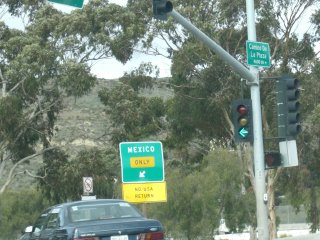 Camino De
La Plaza
MEXICO
ONLY
NO USA
RETURN